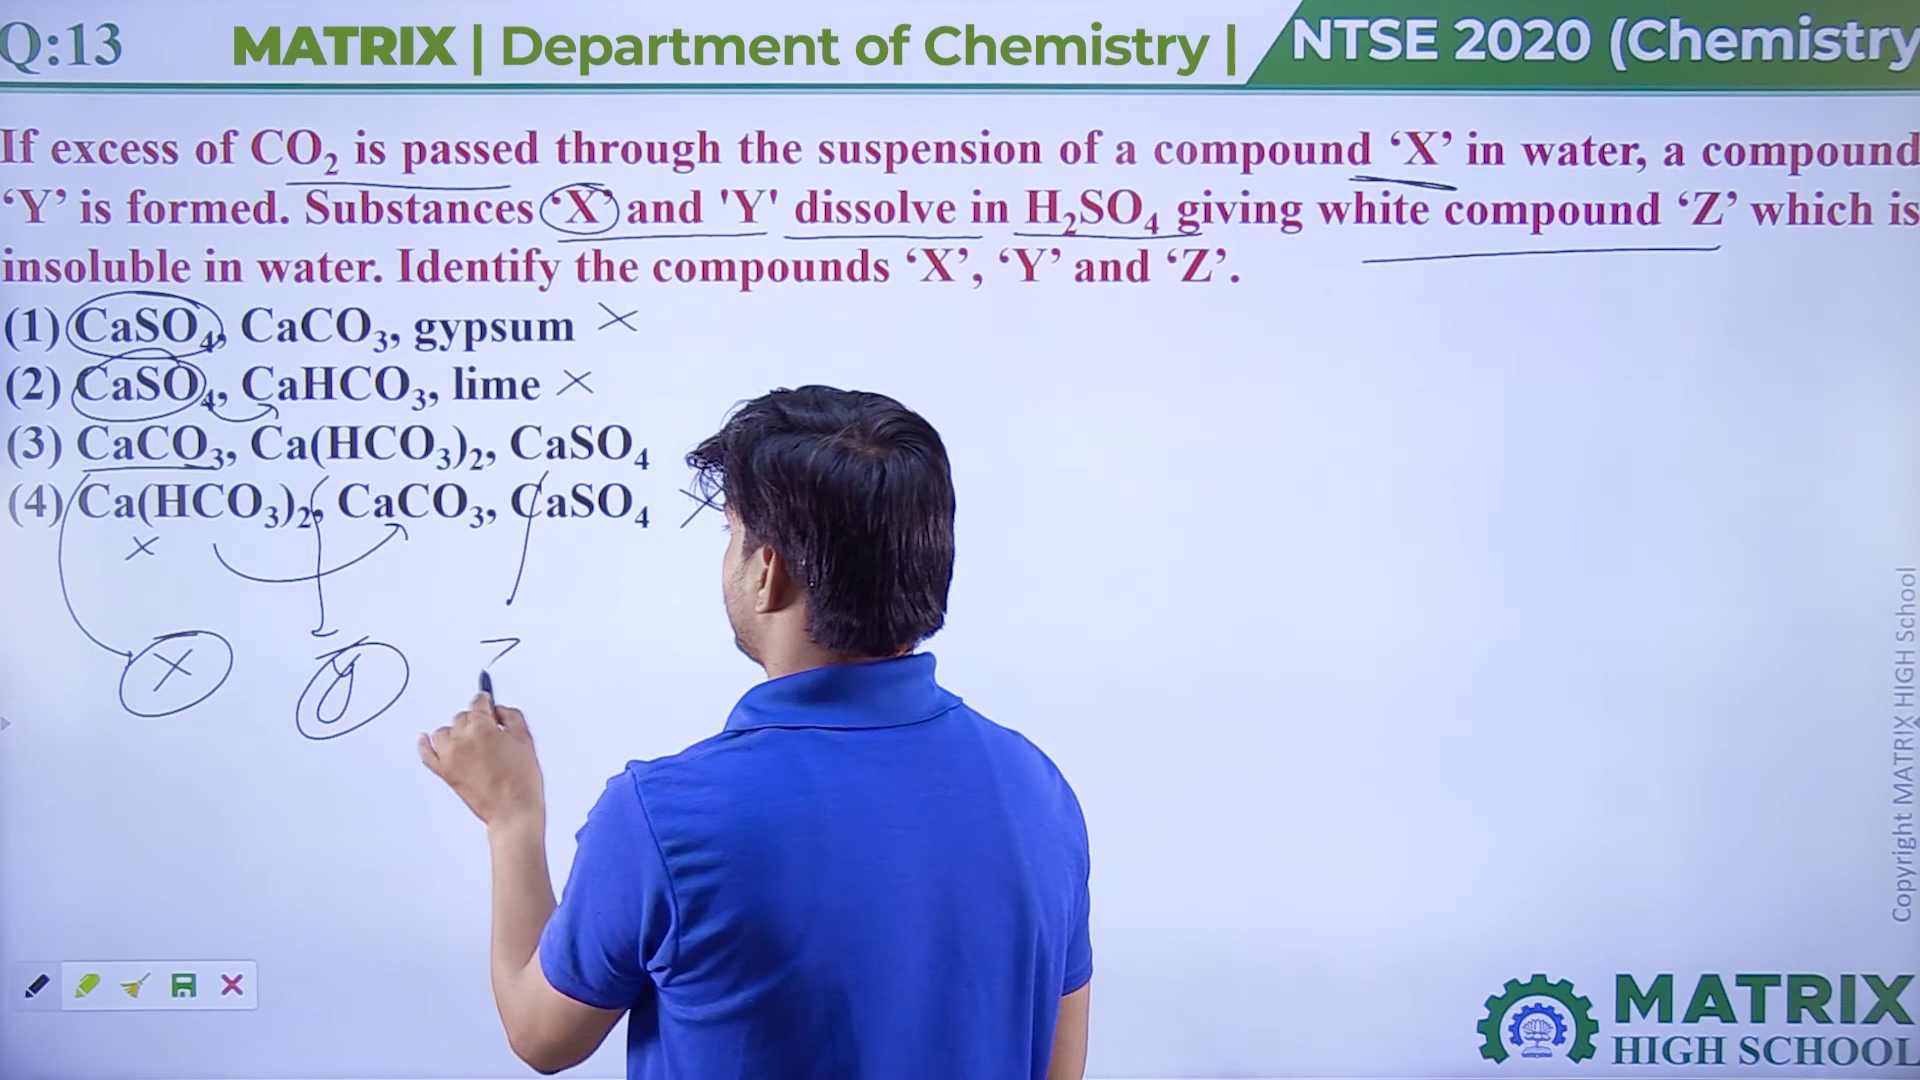 Q:13 MATRIX | Department of Chemistry | NTSE 2020 (Chemistry
If excess of CO₂ is passed through the suspension of a compound ‘X’ in water, a compound
‘Y’ is formed. Substances ‘X’ and 'Y' dissolve in H₂SO₄ giving white compound ‘Z’ which is
insoluble in water. Identify the compounds ‘X’, ‘Y’ and ‘Z’.
(1) CaSO₄, CaCO₃, gypsum
(2) CaSO₄, CaHCO₃, lime
(3) CaCO₃, Ca(HCO₃)₂, CaSO₄
(4) Ca(HCO₃)₂, CaCO₃, CaSO₄
X y
Copyright MATRIX HIGH School
MATRIX
HIGH SCHOOL